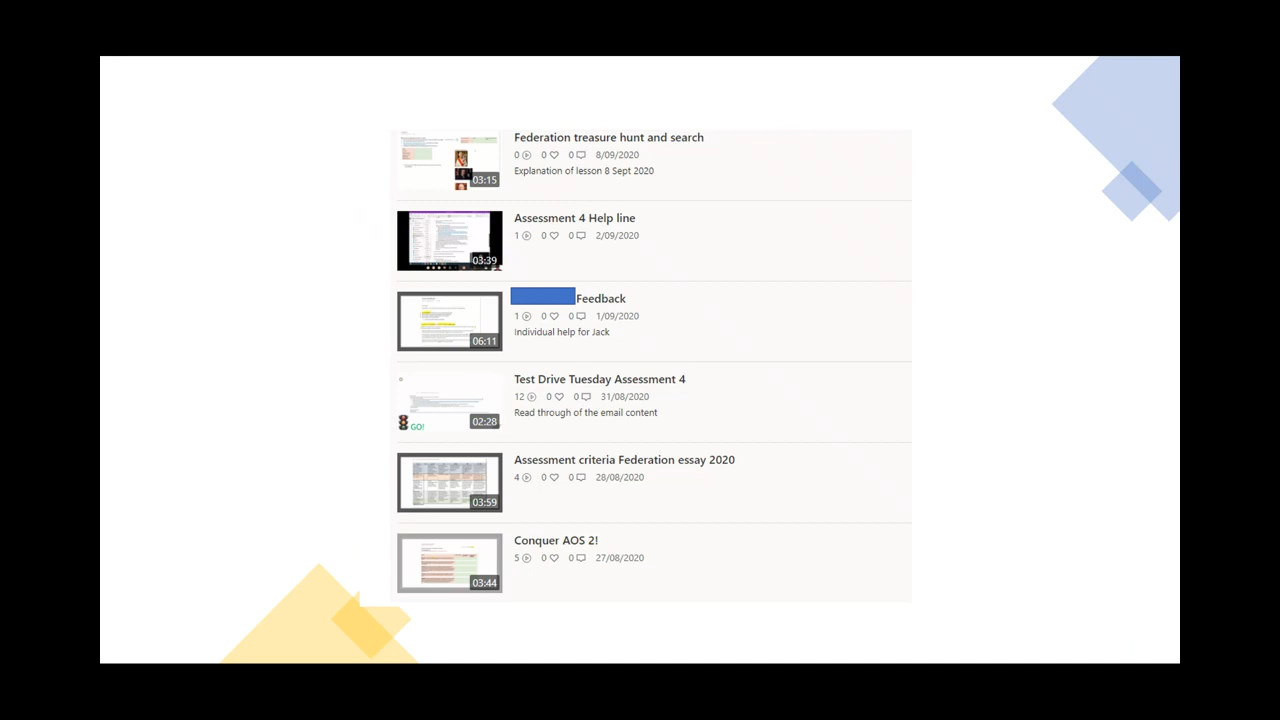 Federation treasure hunt and search
0 0 0 8/09/2020
Explanation of lesson 8 Sept 2020
03:15
Assessment 4 Help line
1 0 0 2/09/2020
03:39
Feedback
1 0 0 1/09/2020
Individual help for Jack
06:11
Test Drive Tuesday Assessment 4
12 0 0 31/08/2020
Read through of the email content
GO!
02:28
Assessment criteria Federation essay 2020
4 0 0 28/08/2020
03:59
Conquer AOS 2!
5 0 0 27/08/2020
03:44